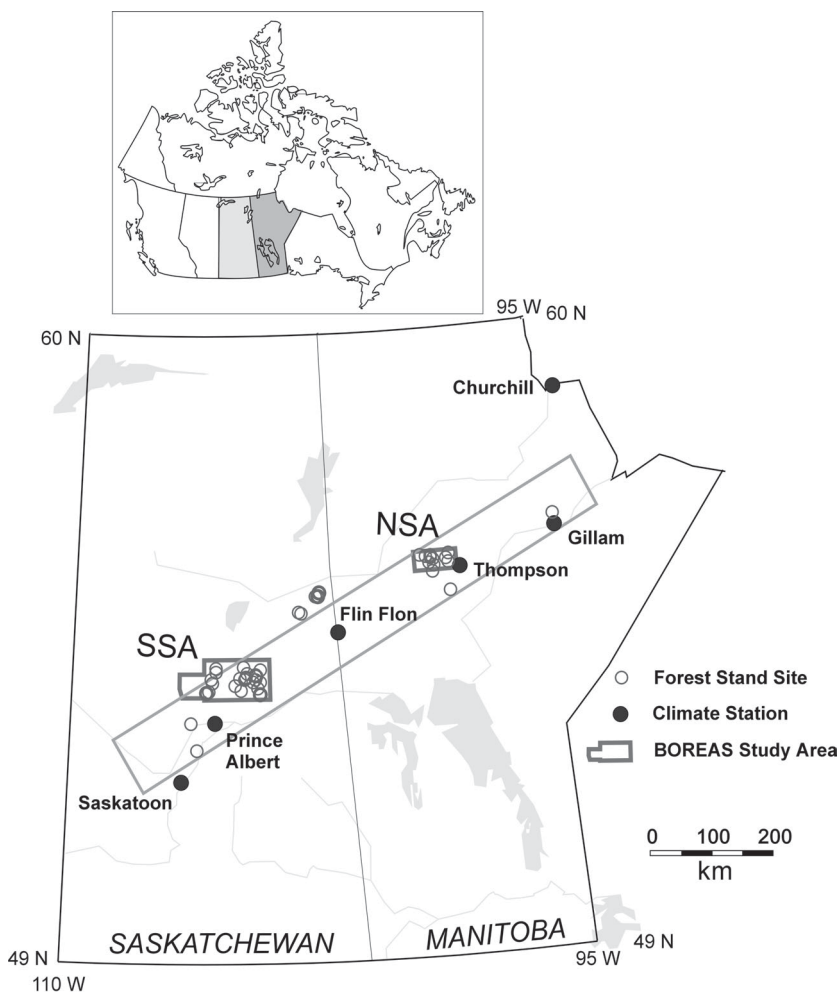 95 W 60 N
60 N
Churchill
NSA
Gillam
Thompson
Flin Flon
SSA
Forest Stand Site
Climate Station
BOREAS Study Area
Prince
Albert
Saskatoon
0 100 200
km
SASKATCHEWAN MANITOBA
49 N
49 N
95 W
110 W